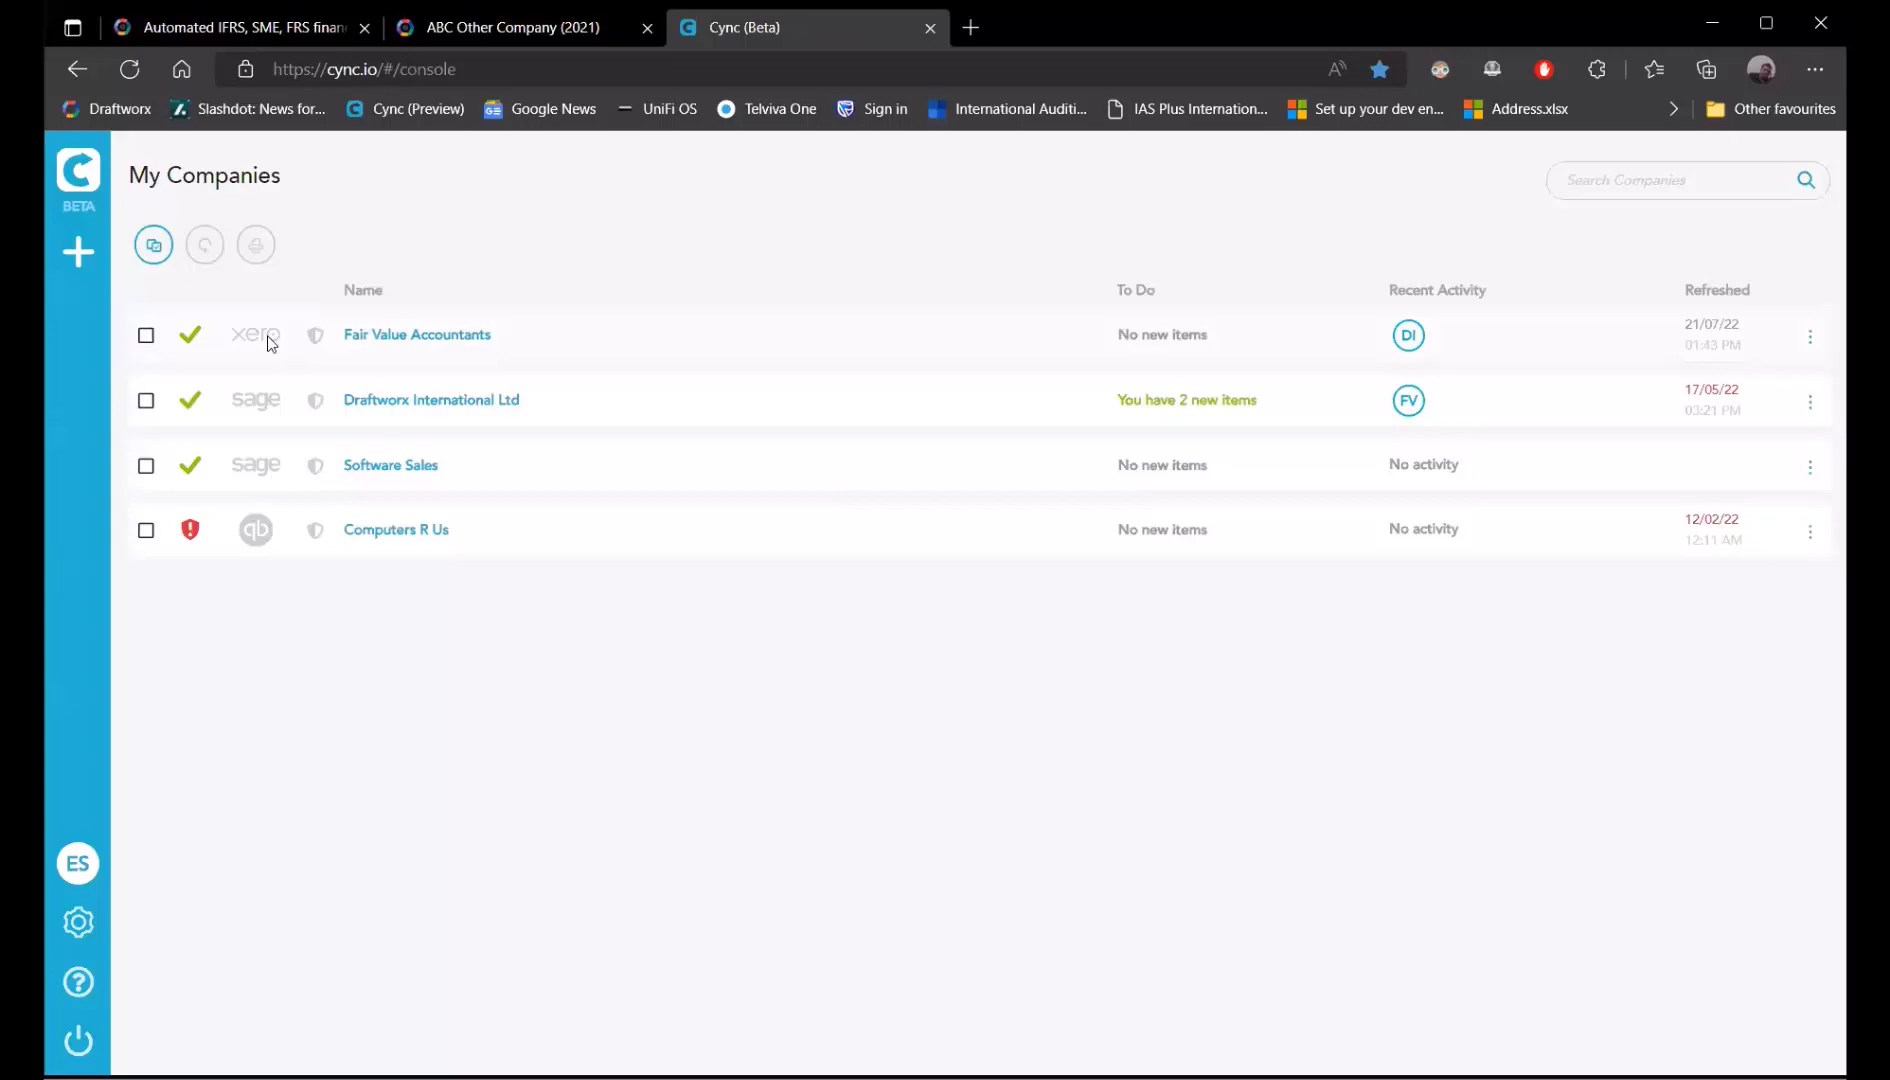 Automated IFRS, SME, FRS finan
ABC Other Company (2021)
Cync (Beta)
https://cync.io/#/console
Draftworx
Slashdot: News for...
Cync (Preview)
Google News
UniFi OS
Telviva One
Sign in
International Auditi...
IAS Plus Internation...
Set up your dev en...
Address.xlsx
Other favourites
BETA
My Companies
Search Companies
Name To Do Recent Activity Refreshed
xero Fair Value Accountants No new items DI 21/07/22
01:43 PM
sage Draftworx International Ltd You have 2 new items FV 17/05/22
03:21 PM
sage Software Sales No new items No activity
qb Computers R Us No new items No activity 12/02/22
12:11 AM
ES